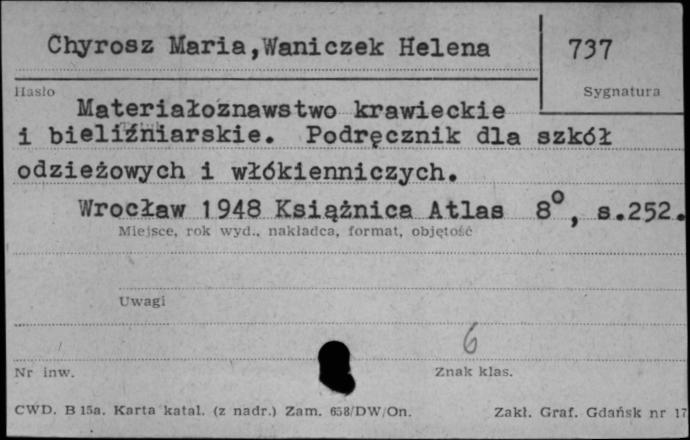 Chyrosz Maria, Waniczek Helena
737
Hasło
Sygnatura
Materiałoznawstwo krawieckie
i bieliźniarskie. Podręcznik dla szkół
odzieżowych i włókienniczych.
Wrocław 1948 Książnica Atlas 8°, s.252.
Miejsce, rok wyd., nakładca, format, objętość
Uwagi
6
Nr inw.
Znak klas.
CWD. B 15a. Karta katal. (z nadr.) Zam. 658/DW/On.
Zakł. Graf. Gdańsk nr 17